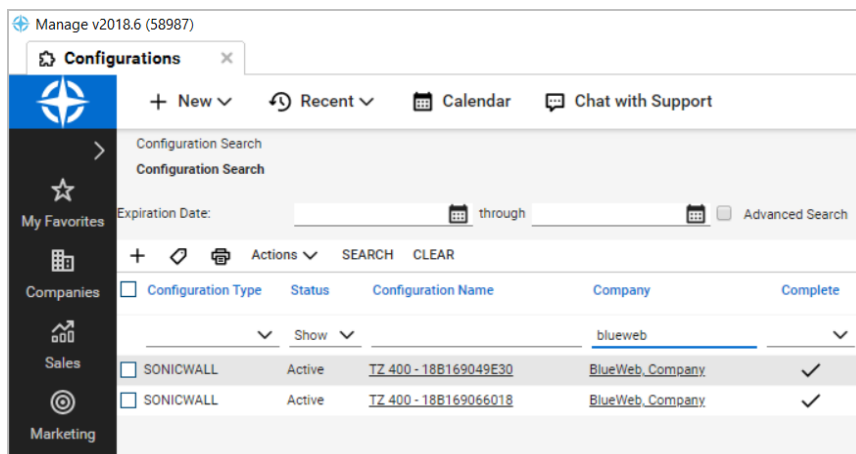 Manage v2018.6 (58987)
Configurations
New Recent Calendar Chat with Support
Configuration Search
Configuration Search
My Favorites
Expiration Date: through Advanced Search
Actions SEARCH CLEAR
Companies
Configuration Type Status Configuration Name Company Complete
Show blueweb
Sales
SONICWALL Active TZ 400 - 18B169049E30 BlueWeb, Company
SONICWALL Active TZ 400 - 18B169066018 BlueWeb, Company
Marketing